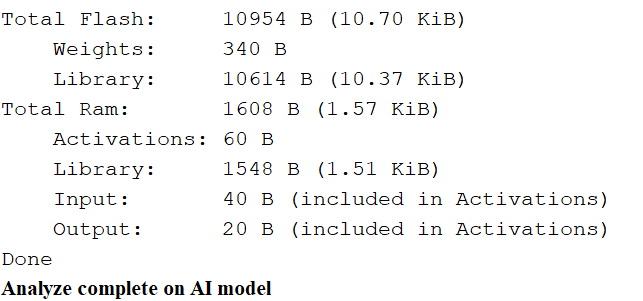 Total Flash: 10954 B (10.70 KiB)
Weights: 340 B
Library: 10614 B (10.37 KiB)
Total Ram: 1608 B (1.57 KiB)
Activations: 60 B
Library: 1548 B (1.51 KiB)
Input: 40 B (included in Activations)
Output: 20 B (included in Activations)
Done
Analyze complete on AI model